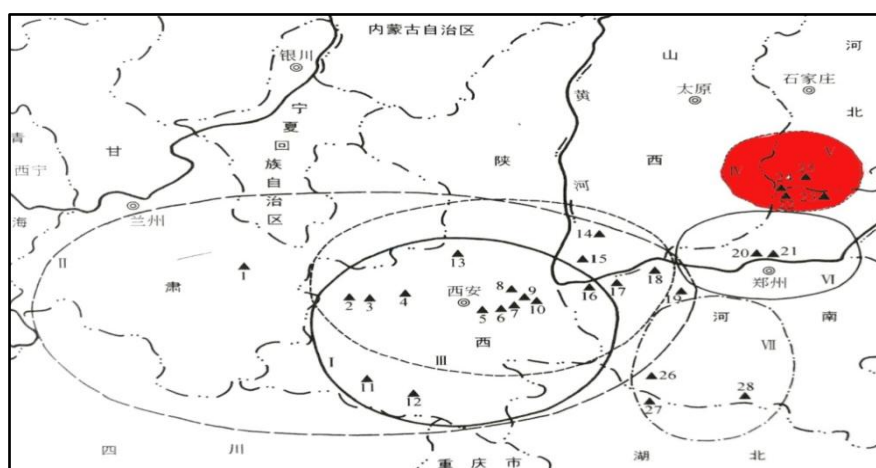 内蒙古自治区
银川
山
河
石家庄
太原
黄
北
宁夏回族自治区
青
甘
陕
西
西宁
河
海
兰州
IV
V
II
14
13
15
20
21
肃
1
18
郑州
VI
8
9
西安
16
17
19
2
3
4
5
6
7
10
河
南
西
III
VII
I
11
26
12
28
27
四
川
湖
北
重庆市